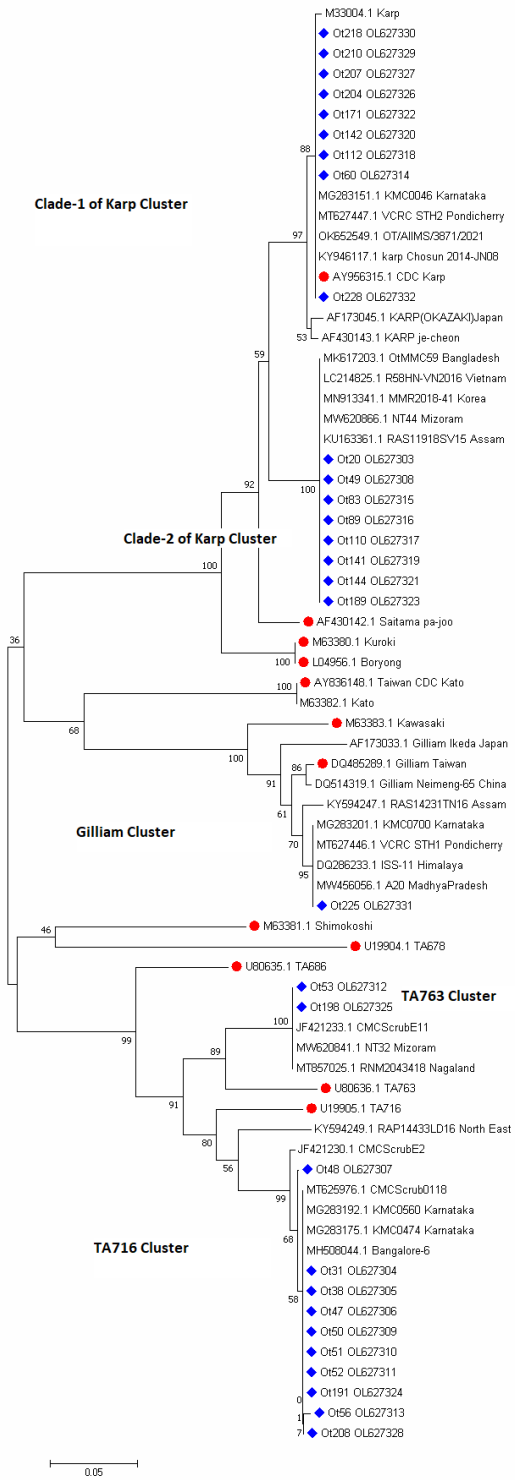 M33004.1 Karp
Ot218 OL627330
Ot210 OL627329
Ot207 OL627327
Ot204 OL627326
Ot171 OL627322
Ot142 OL627320
88
Ot112 OL627318
Ot60 OL627314
Clade-1 of Karp Cluster
MG283151.1 KMC0046 Karnataka
MT627447.1 VCRC STH2 Pondicherry
97
OK652549.1 OT/AIIMS/3871/2021
KY946117.1 karp Chosun 2014-JN08
AY956315.1 CDC Karp
Ot228 OL627332
AF173045.1 KARP(OKAZAKI)Japan
53
AF430143.1 KARP je-cheon
59
MK617203.1 OtMMC59 Bangladesh
LC214825.1 R58HN-VN2016 Vietnam
MN913341.1 MMR2018-41 Korea
MW620866.1 NT44 Mizoram
KU163361.1 RAS11918SV15 Assam
Ot20 OL627303
92
Ot49 OL627308
100
Ot83 OL627315
Ot89 OL627316
Clade-2 of Karp Cluster
Ot110 OL627317
Ot141 OL627319
100
Ot144 OL627321
Ot189 OL627323
AF430142.1 Saitama pa-joo
36
M63380.1 Kuroki
100
L04956.1 Boryong
100
AY836148.1 Taiwan CDC Kato
M63382.1 Kato
68
M63383.1 Kawasaki
100
AF173033.1 Gilliam Ikeda Japan
86
DQ485289.1 Gilliam Taiwan
91
DQ514319.1 Gilliam Neimeng-65 China
61
KY594247.1 RAS14231TN16 Assam
Gilliam Cluster
MG283201.1 KMC0700 Karnataka
70
MT627446.1 VCRC STH1 Pondicherry
DQ286233.1 ISS-11 Himalaya
95
MW456056.1 A20 MadhyaPradesh
Ot225 OL627331
46
M63381.1 Shimokoshi
U19904.1 TA678
U80635.1 TA686
Ot53 OL627312
TA763 Cluster
Ot198 OL627325
100
JF421233.1 CMCScrubE11
99
MW620841.1 NT32 Mizoram
89
MT857025.1 RNM2043418 Nagaland
U80636.1 TA763
91
U19905.1 TA716
80
KY594249.1 RAP14433LD16 North East
56
JF421230.1 CMCScrubE2
Ot48 OL627307
99
MT625976.1 CMCScrub0118
MG283192.1 KMC0560 Karnataka
68
MG283175.1 KMC0474 Karnataka
TA716 Cluster
MH508044.1 Bangalore-6
Ot31 OL627304
58
Ot38 OL627305
Ot47 OL627306
Ot50 OL627309
Ot51 OL627310
Ot52 OL627311
0
Ot191 OL627324
1
Ot56 OL627313
7
Ot208 OL627328
0.05